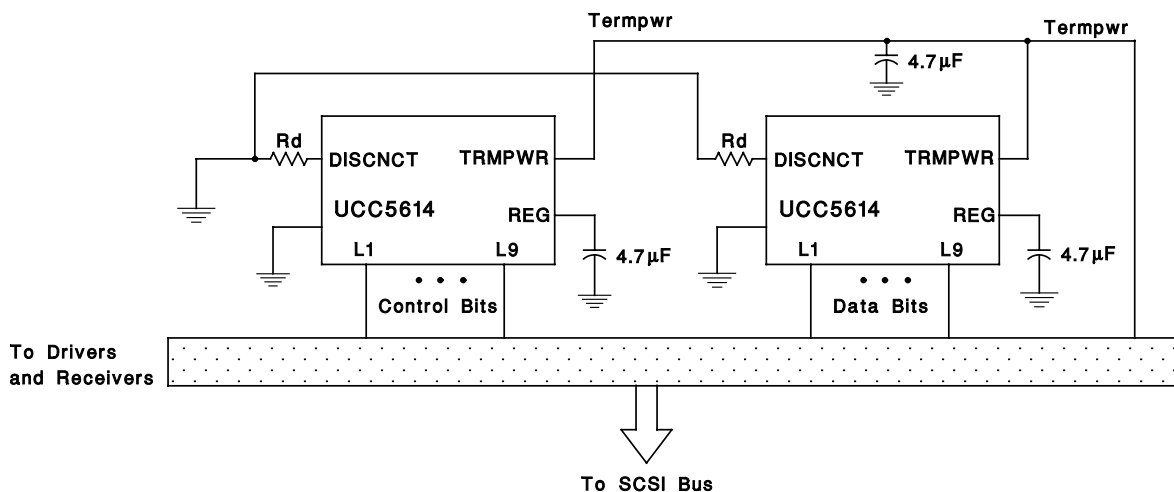 Termpwr
Termpwr
4.7µF
Rd
DISCNCT
TRMPWR
UCC5614
REG
L1
L9
4.7µF
Control Bits
Rd
DISCNCT
TRMPWR
UCC5614
REG
L1
L9
4.7µF
Data Bits
To Drivers
and Receivers
To SCSI Bus